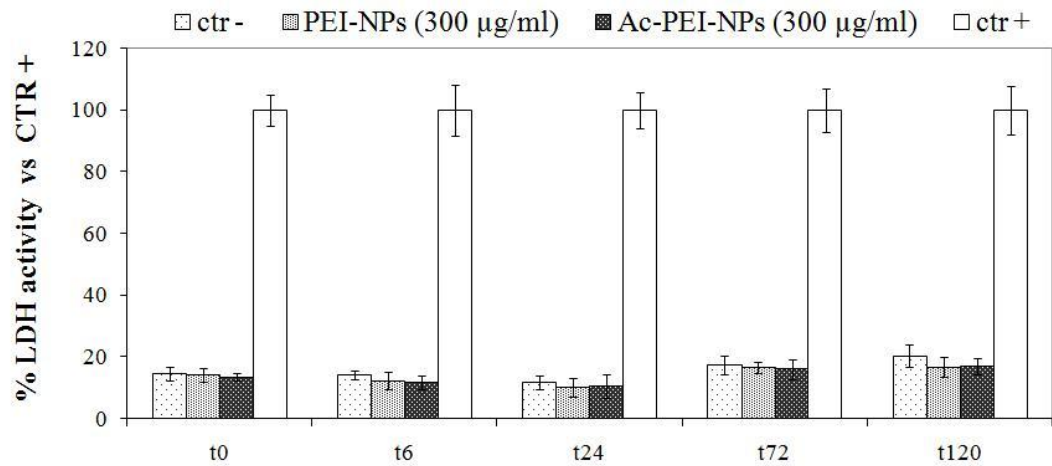 ctr - PEI-NPs (300 µg/ml) Ac-PEI-NPs (300 µg/ml) ctr +
% LDH activity vs CTR +
120
100
80
60
40
20
0
t0 t6 t24 t72 t120